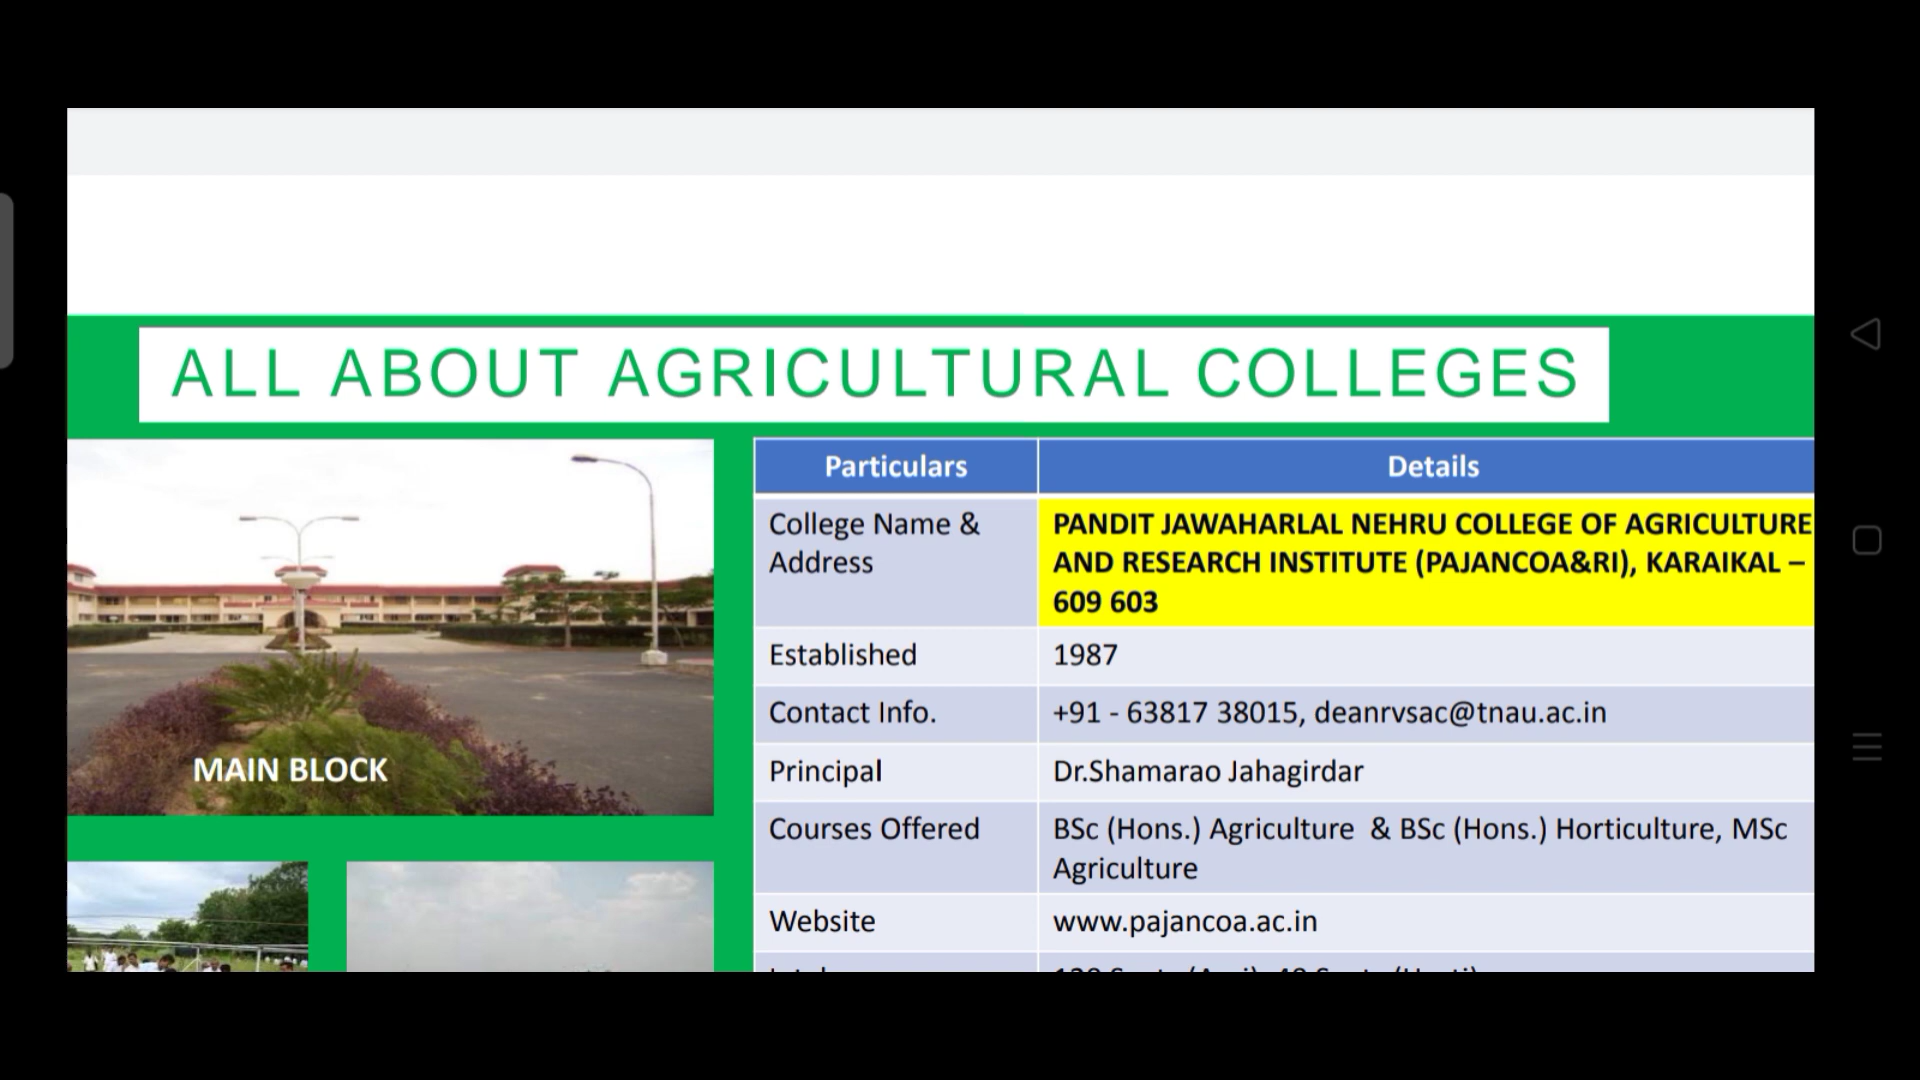 ALL ABOUT AGRICULTURAL COLLEGES
MAIN BLOCK
Particulars
Details
College Name &
Address
PANDIT JAWAHARLAL NEHRU COLLEGE OF AGRICULTURE
AND RESEARCH INSTITUTE (PAJANCOA&RI), KARAIKAL –
609 603
Established
1987
Contact Info.
+91 - 63817 38015, deanrvsac@tnau.ac.in
Principal
Dr.Shamarao Jahagirdar
Courses Offered
BSc (Hons.) Agriculture & BSc (Hons.) Horticulture, MSc
Agriculture
Website
www.pajancoa.ac.in